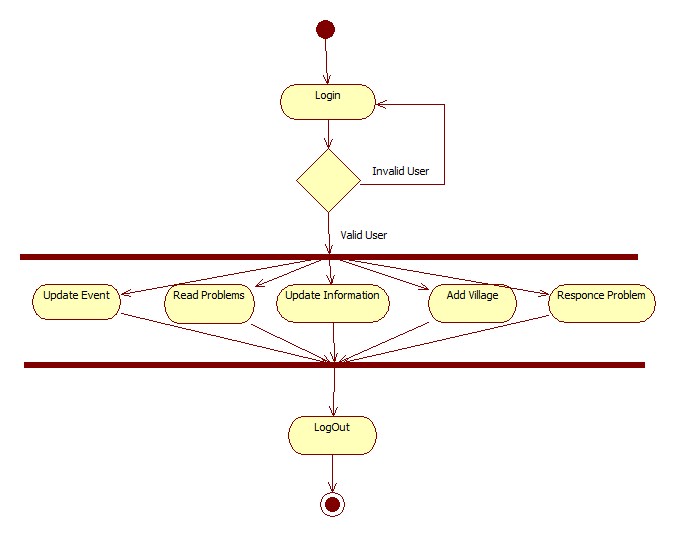 Login
Invalid User
Valid User
Update Event
Read Problems
Update Information
Add Village
Responce Problem
LogOut